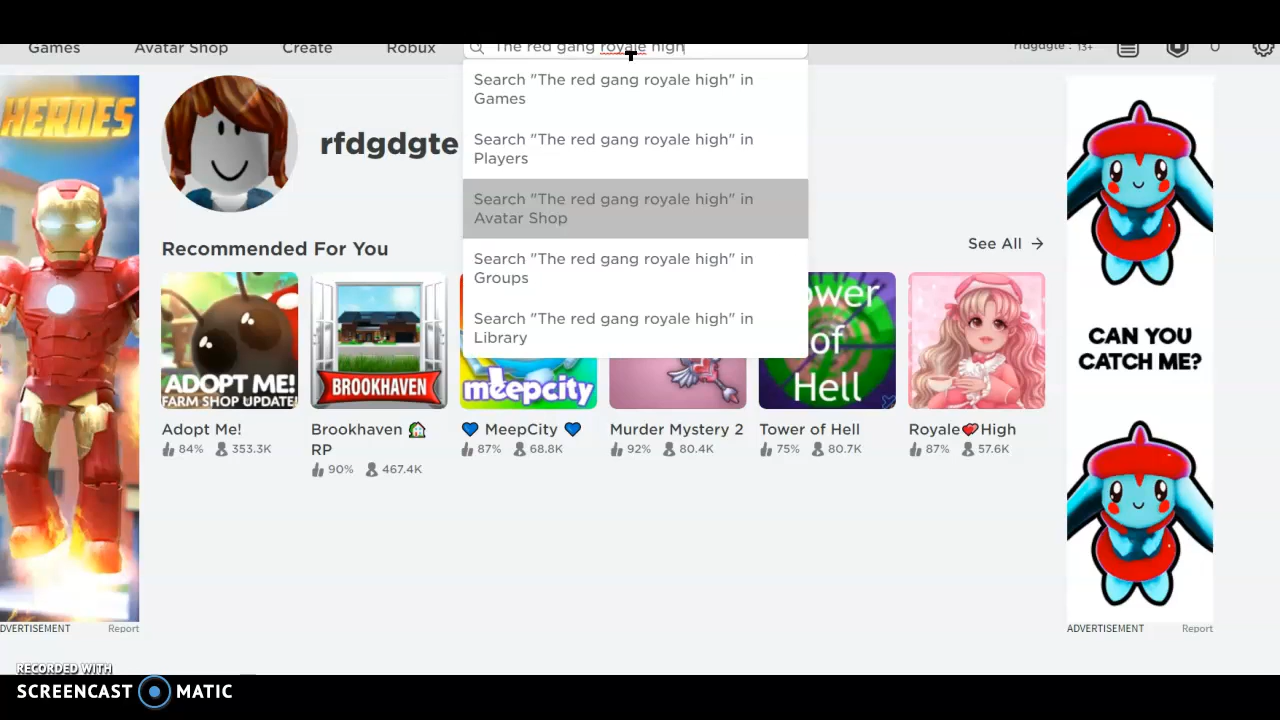 Games Avatar Shop Create Robux The red gang royale high rfdgdgte : 13+ 0
Search "The red gang royale high" in
Games
Search "The red gang royale high" in
Players
Search "The red gang royale high" in
Avatar Shop
Search "The red gang royale high" in
Groups
Search "The red gang royale high" in
Library
HEROES
rfdgdgte
Recommended For You
See All →
ADOPT ME!
FARM SHOP UPDATE!
BROOKHAVEN
meepcity
ower
of
Hell
CAN YOU
CATCH ME?
Adopt Me!
84% 353.3K
Brookhaven 🏡
RP
90% 467.4K
💙 MeepCity 💙
87% 68.8K
Murder Mystery 2
92% 80.4K
Tower of Hell
75% 80.7K
Royale💝High
87% 57.6K
DVERTISEMENT Report
ADVERTISEMENT Report
RECORDED WITH
SCREENCAST MATIC